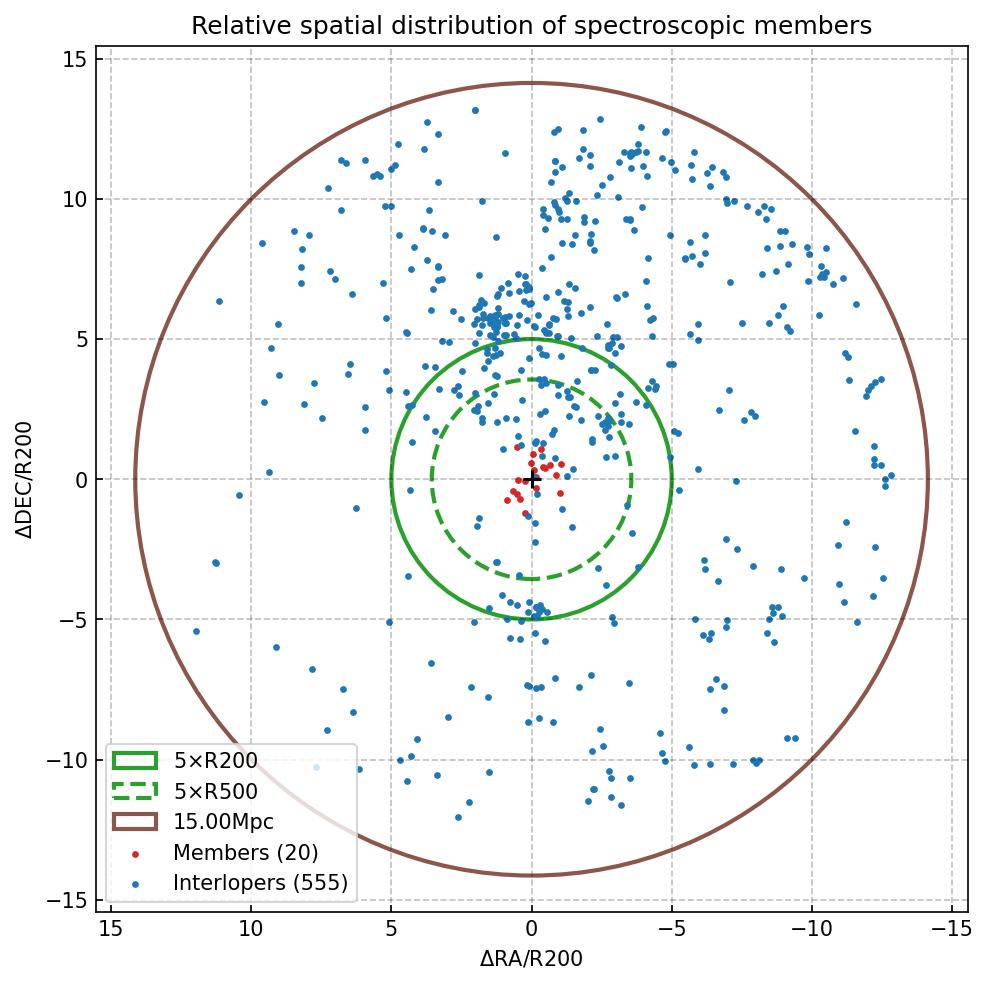 Relative spatial distribution of spectroscopic members
15
10
5
0
−5
−10
−15
ΔDEC/R200
5×R200
5×R500
15.00Mpc
Members (20)
Interlopers (555)
15 10 5 0 −5 −10 −15
ΔRA/R200